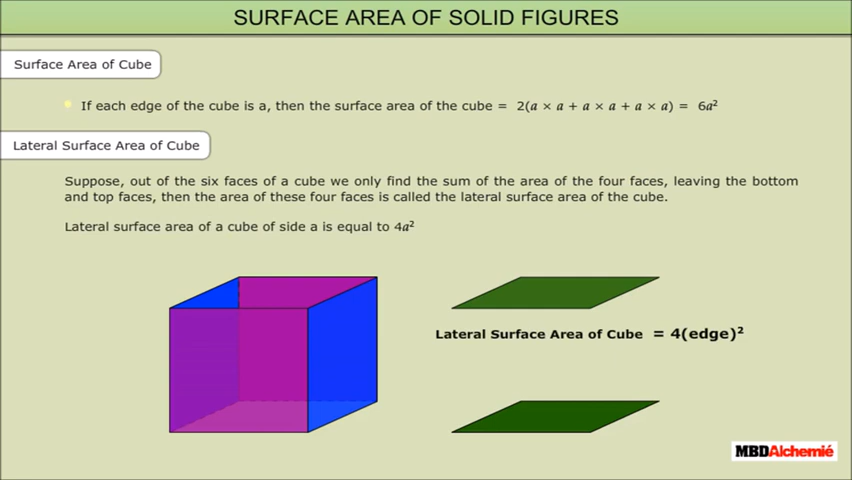 SURFACE AREA OF SOLID FIGURES
Surface Area of Cube
If each edge of the cube is a, then the surface area of the cube = 2(a × a + a × a + a × a) = 6a²
Lateral Surface Area of Cube
Suppose, out of the six faces of a cube we only find the sum of the area of the four faces, leaving the bottom
and top faces, then the area of these four faces is called the lateral surface area of the cube.
Lateral surface area of a cube of side a is equal to 4a²
Lateral Surface Area of Cube = 4(edge)²
MBDAlchemié